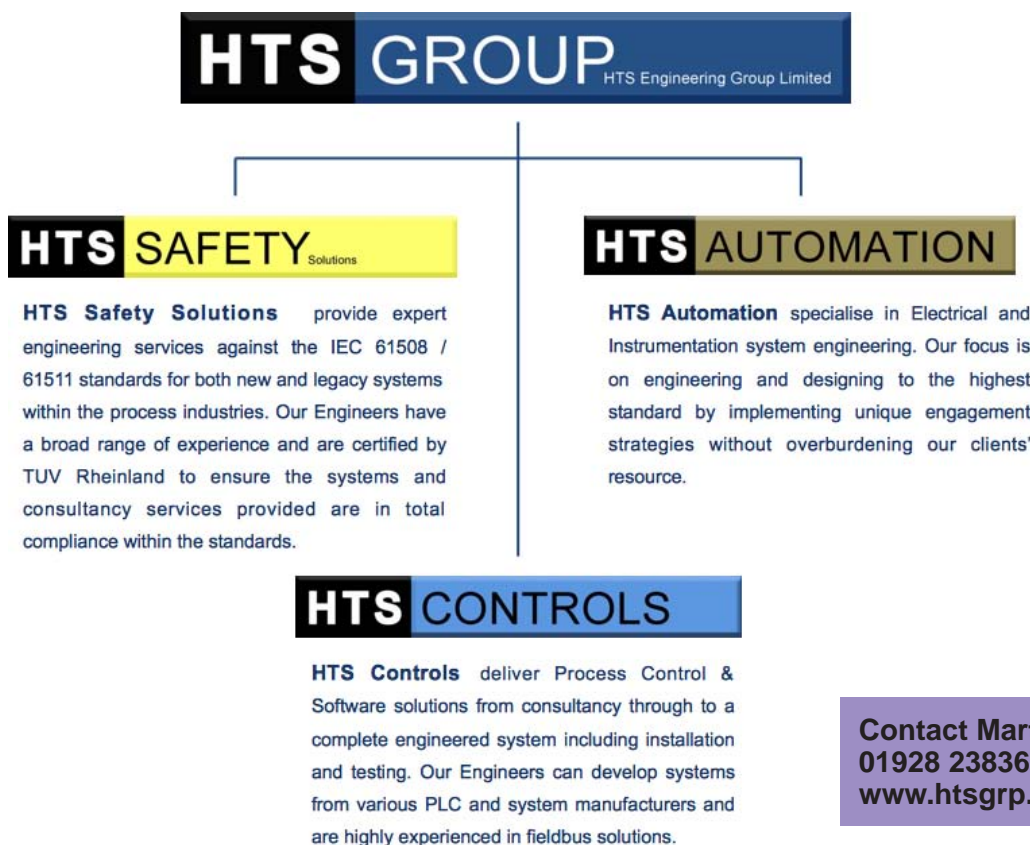 HTS GROUP HTS Engineering Group Limited
HTS SAFETY Solutions
HTS Safety Solutions provide expert
engineering services against the IEC 61508 /
61511 standards for both new and legacy systems
within the process industries. Our Engineers have
a broad range of experience and are certified by
TUV Rheinland to ensure the systems and
consultancy services provided are in total
compliance within the standards.
HTS AUTOMATION
HTS Automation specialise in Electrical and
Instrumentation system engineering. Our focus is
on engineering and designing to the highest
standard by implementing unique engagement
strategies without overburdening our clients'
resource.
HTS CONTROLS
HTS Controls deliver Process Control &
Software solutions from consultancy through to a
complete engineered system including installation
and testing. Our Engineers can develop systems
from various PLC and system manufacturers and
are highly experienced in fieldbus solutions.
Contact
01928 23836
www.htsgrp.